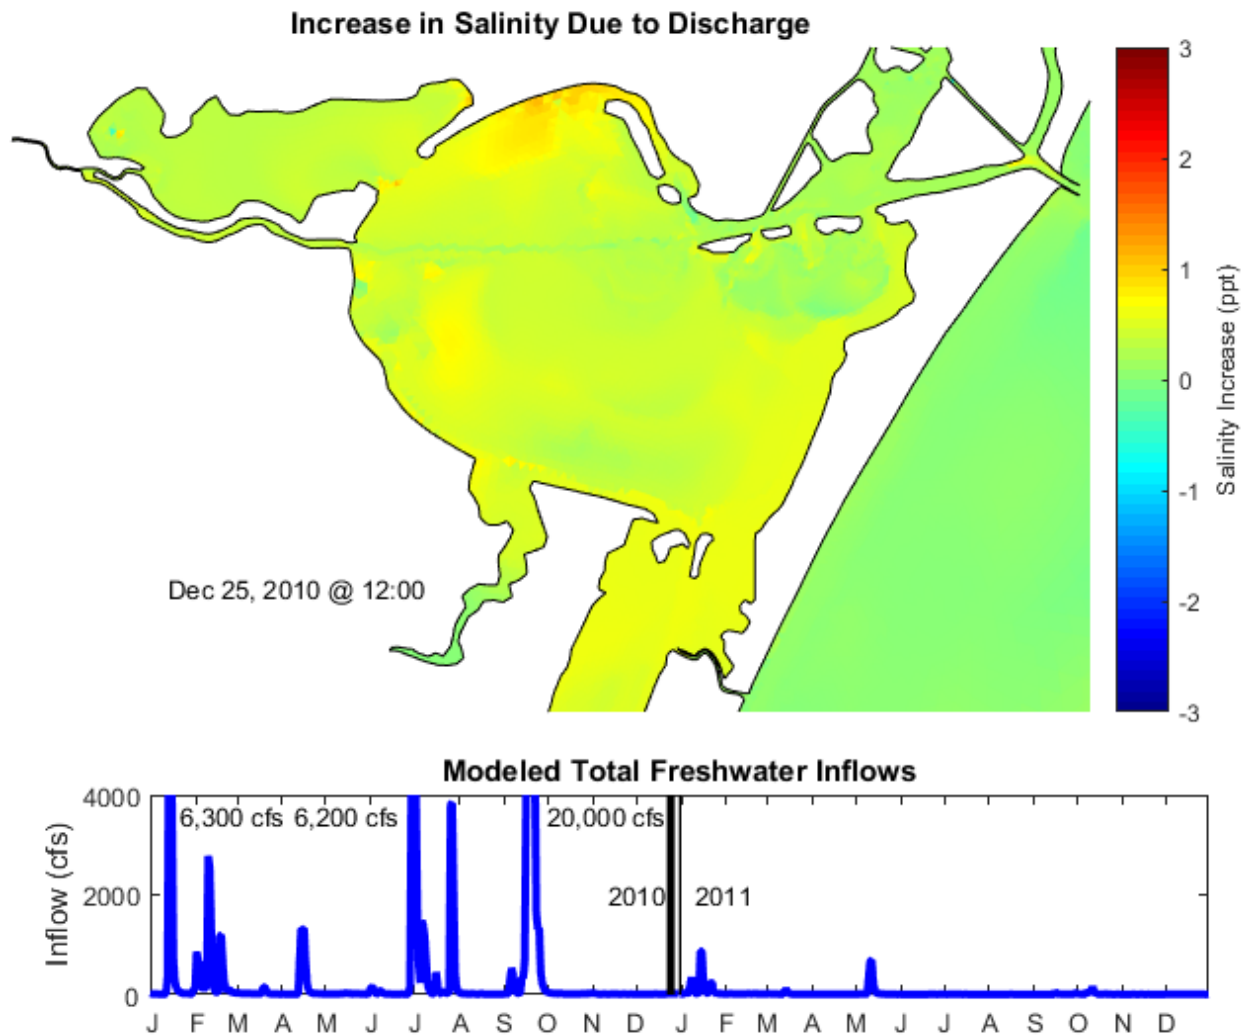 Increase in Salinity Due to Discharge
3
2
1
0
-1
-2
-3
Salinity Increase (ppt)
Dec 25, 2010 @ 12:00
Modeled Total Freshwater Inflows
4000
2000
0
Inflow (cfs)
6,300 cfs 6,200 cfs 20,000 cfs
2010 2011
J F M A M J J A S O N D J F M A M J J A S O N D